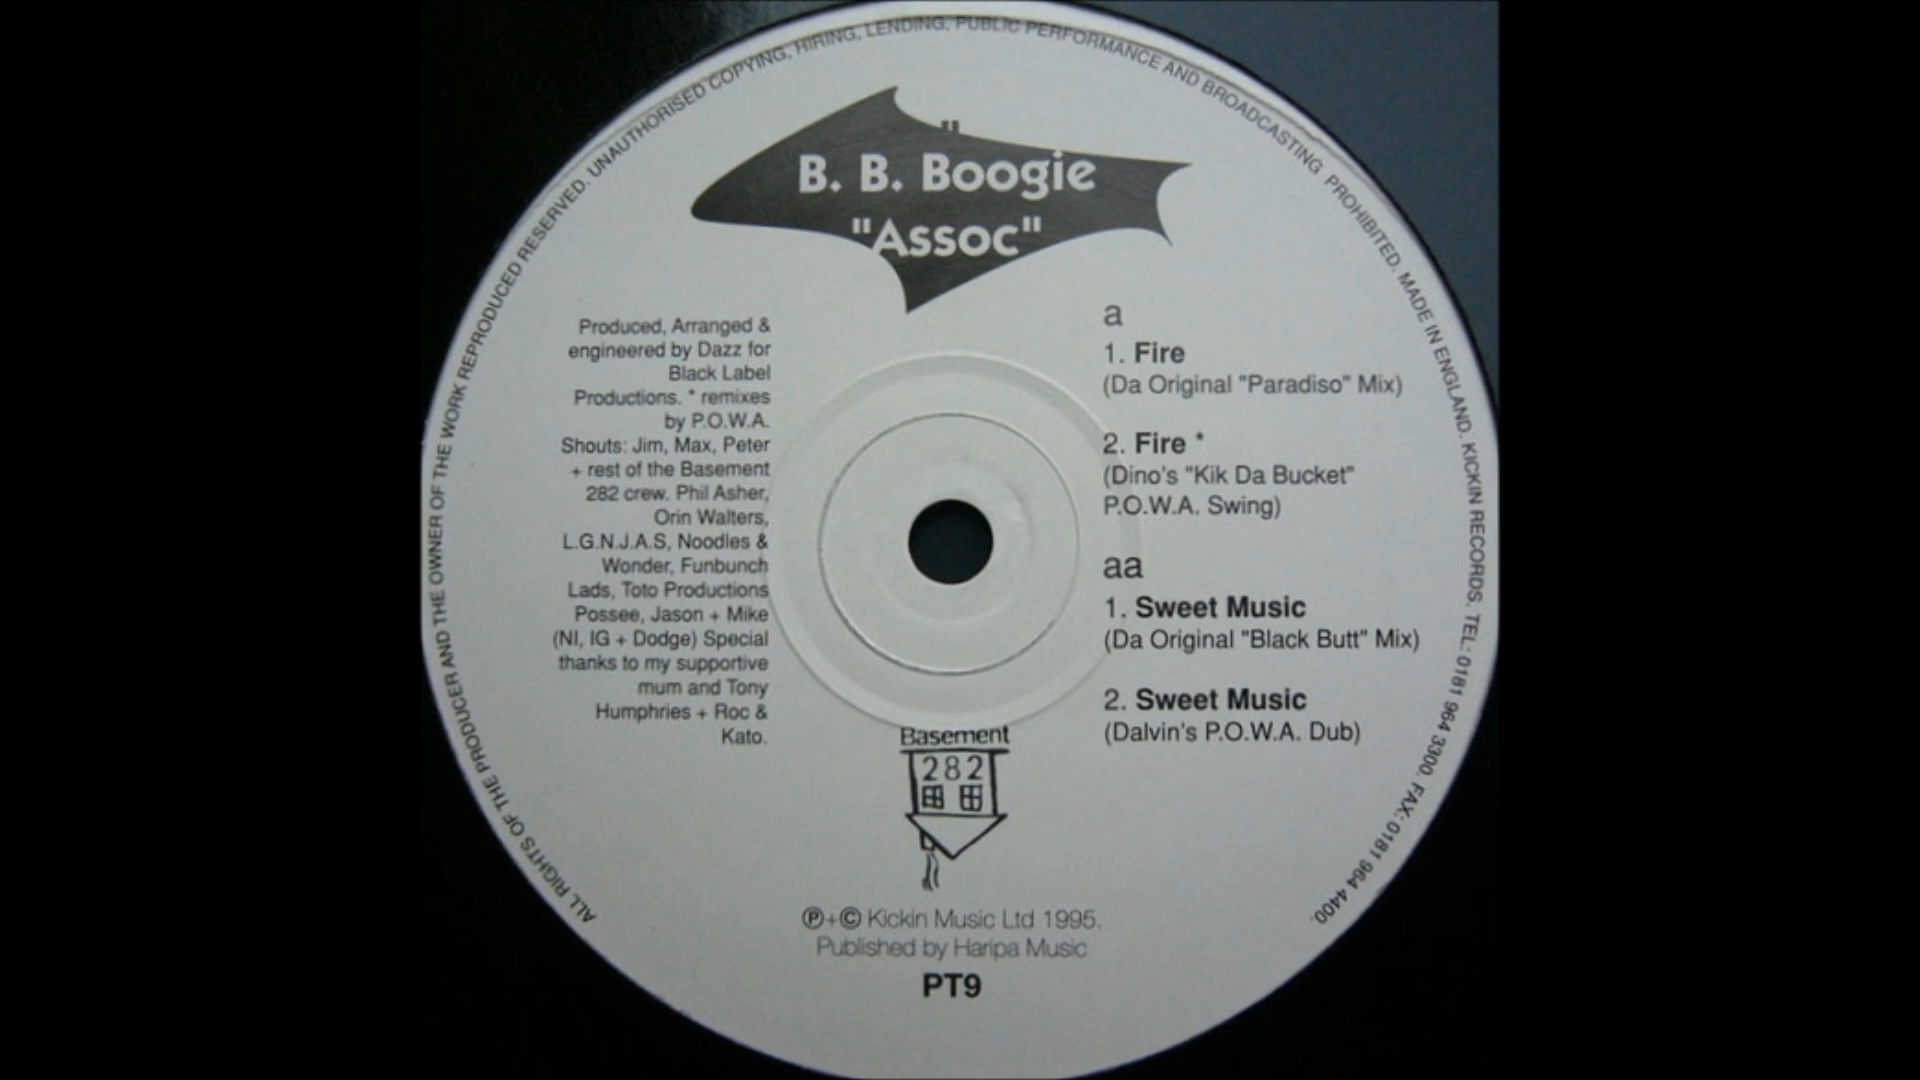 ALL RIGHTS OF THE PRODUCER AND THE OWNER OF THE WORK REPRODUCED RESERVED. UNAUTHORISED COPYING, HIRING, LENDING, PUBLIC PERFORMANCE AND BROADCASTING PROHIBITED. MADE IN ENGLAND. KICKIN RECORDS. TEL: 0181 964 3300. FAX: 0181 964 4400.
"
B. B. Boogie
"Assoc"
Produced, Arranged &
engineered by Dazz for
Black Label
Productions. * remixes
by P.O.W.A.
Shouts: Jim, Max, Peter
+ rest of the Basement
282 crew. Phil Asher,
Orin Walters,
L.G.N.J.A.S, Noodles &
Wonder, Funbunch
Lads, Toto Productions
Possee, Jason + Mike
(NI, IG + Dodge) Special
thanks to my supportive
mum and Tony
Humphries + Roc &
Kato.
a
1. Fire
(Da Original "Paradiso" Mix)
2. Fire *
(Dino's "Kik Da Bucket"
P.O.W.A. Swing)
aa
1. Sweet Music
(Da Original "Black Butt" Mix)
2. Sweet Music
(Dalvin's P.O.W.A. Dub)
Basement
282
℗+© Kickin Music Ltd 1995.
Published by Haripa Music
PT9